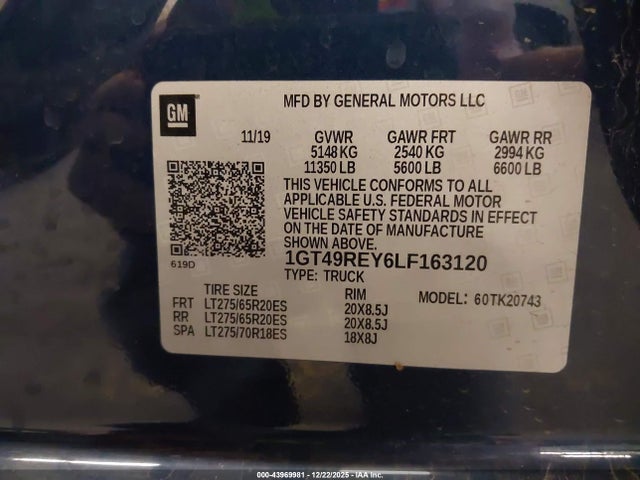 GM
MFD BY GENERAL MOTORS LLC
11/19 GVWR GAWR FRT GAWR RR
5148 KG 2540 KG 2994 KG
11350 LB 5600 LB 6600 LB
THIS VEHICLE CONFORMS TO ALL
APPLICABLE U.S. FEDERAL MOTOR
VEHICLE SAFETY STANDARDS IN EFFECT
ON THE DATE OF MANUFACTURE
SHOWN ABOVE.
619D
1GT49REY6LF163120
TYPE: TRUCK
TIRE SIZE RIM MODEL: 60TK20743
FRT LT275/65R20ES 20X8.5J
RR LT275/65R20ES 20X8.5J
SPA LT275/70R18ES 18X8J
000-43969981 - 12/22/2025 - IAA Inc.